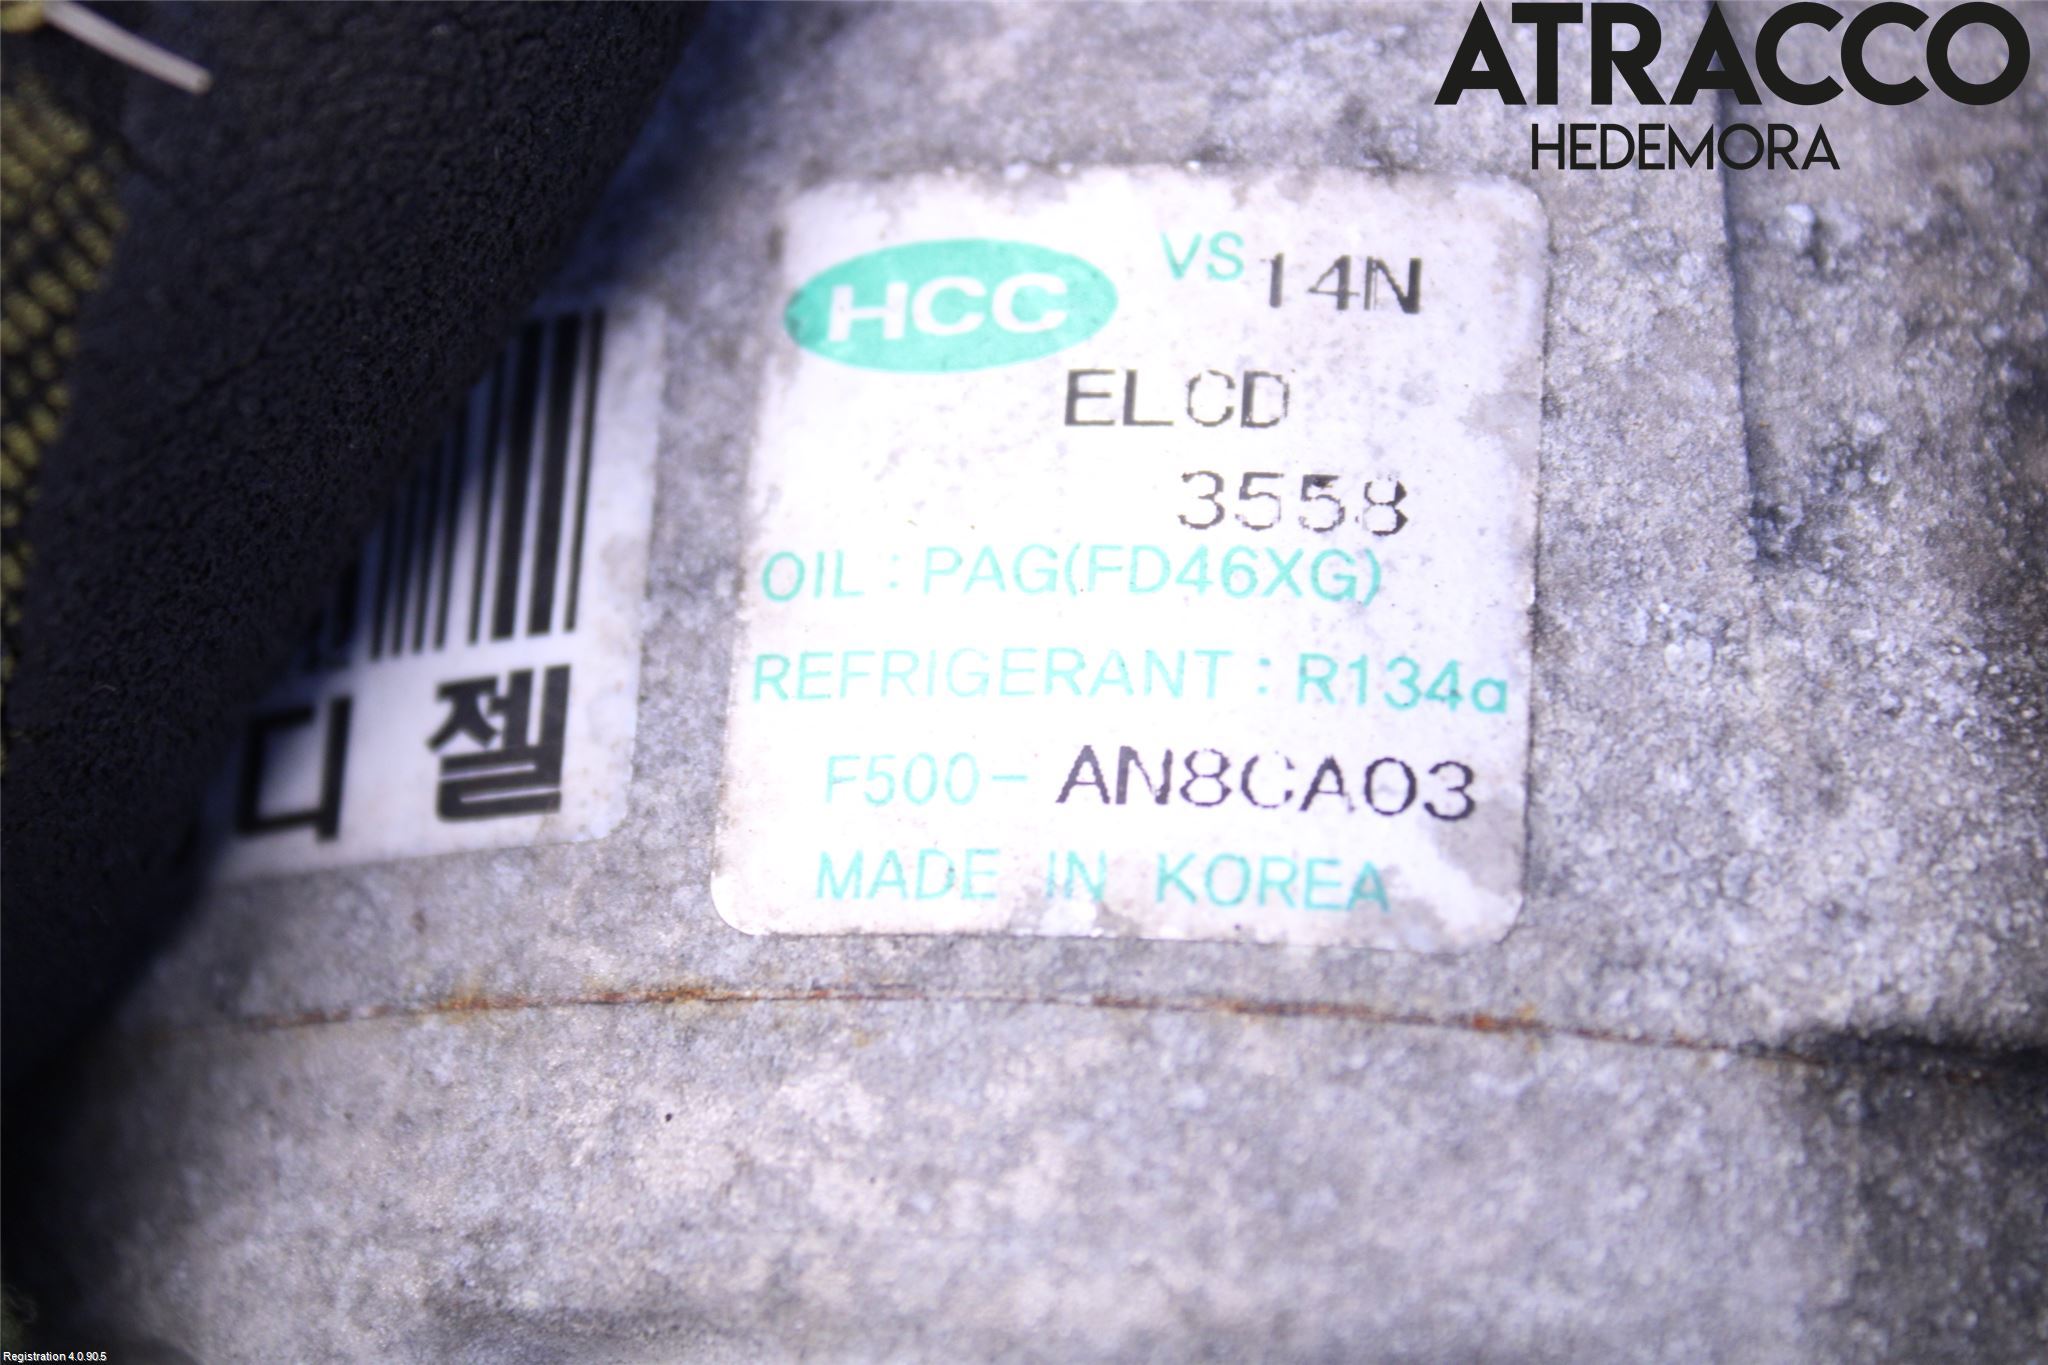 ATRACCO
HEDEMORA
HCC VS 14N
ELCD
3558
OIL : PAG(FD46XG)
REFRIGERANT : R134a
F500- AN8CA03
MADE IN KOREA
디젤
Registration 4.0.90.5